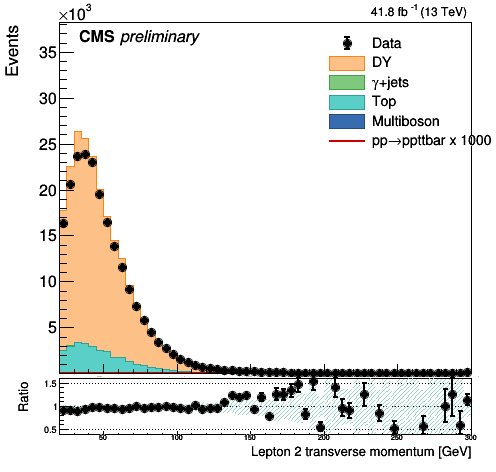 ×10³
41.8 fb⁻¹ (13 TeV)
CMS preliminary
Events
Data
DY
γ+jets
Top
Multiboson
pp→ppttbar x 1000
35
30
25
20
15
10
5
Ratio
1.5
1
0.5
50
100
150
200
250
300
Lepton 2 transverse momentum [GeV]